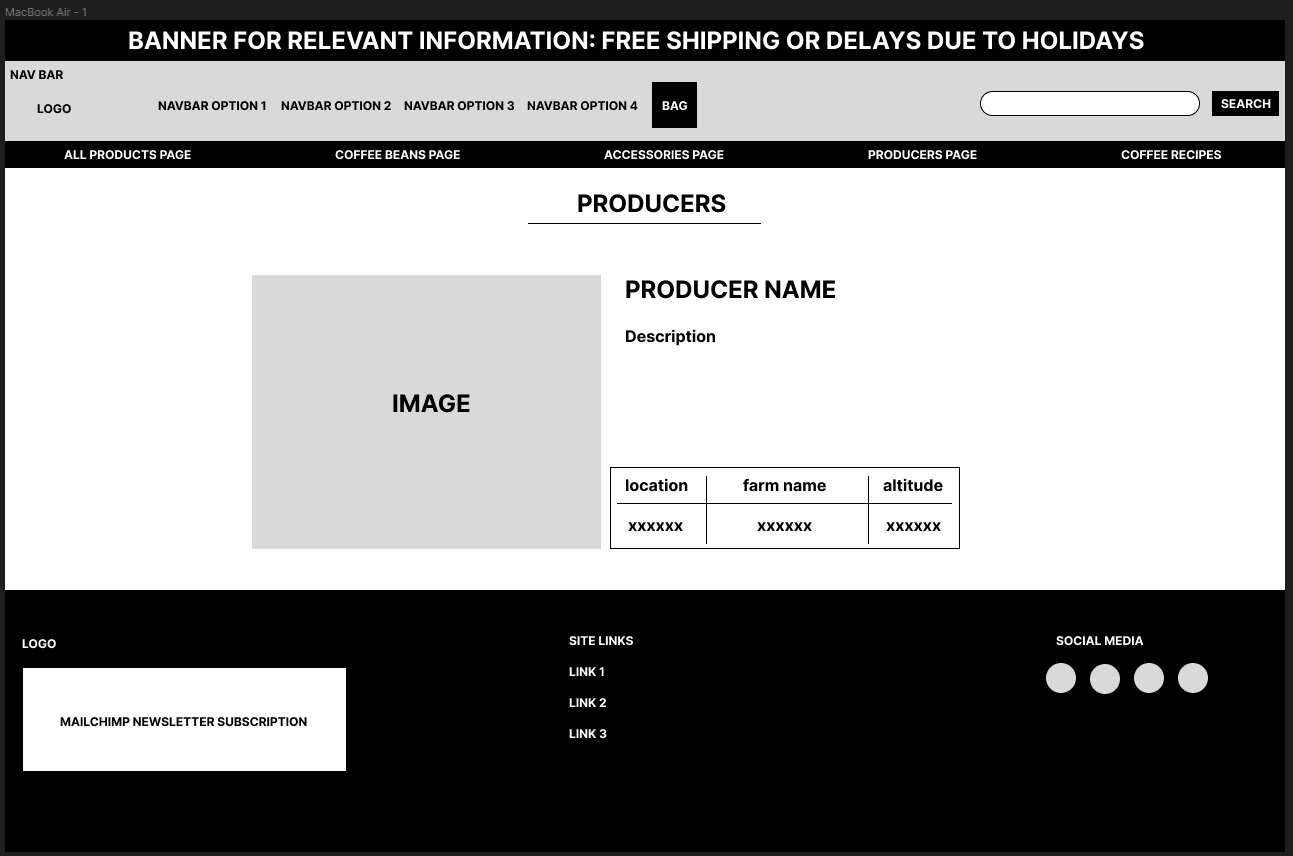 MacBook Air - 1
BANNER FOR RELEVANT INFORMATION: FREE SHIPPING OR DELAYS DUE TO HOLIDAYS
NAV BAR
LOGO
NAVBAR OPTION 1
NAVBAR OPTION 2
NAVBAR OPTION 3
NAVBAR OPTION 4
BAG
SEARCH
ALL PRODUCTS PAGE
COFFEE BEANS PAGE
ACCESSORIES PAGE
PRODUCERS PAGE
COFFEE RECIPES
PRODUCERS
IMAGE
PRODUCER NAME
Description
location
farm name
altitude
xxxxxx
xxxxxx
xxxxxx
LOGO
MAILCHIMP NEWSLETTER SUBSCRIPTION
SITE LINKS
LINK 1
LINK 2
LINK 3
SOCIAL MEDIA